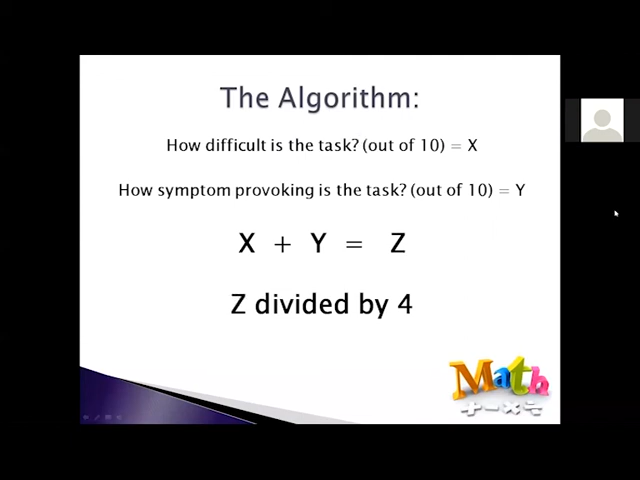 The Algorithm:
How difficult is the task? (out of 10) = X
How symptom provoking is the task? (out of 10) = Y
X + Y = Z
Z divided by 4
Math
+ − × ÷